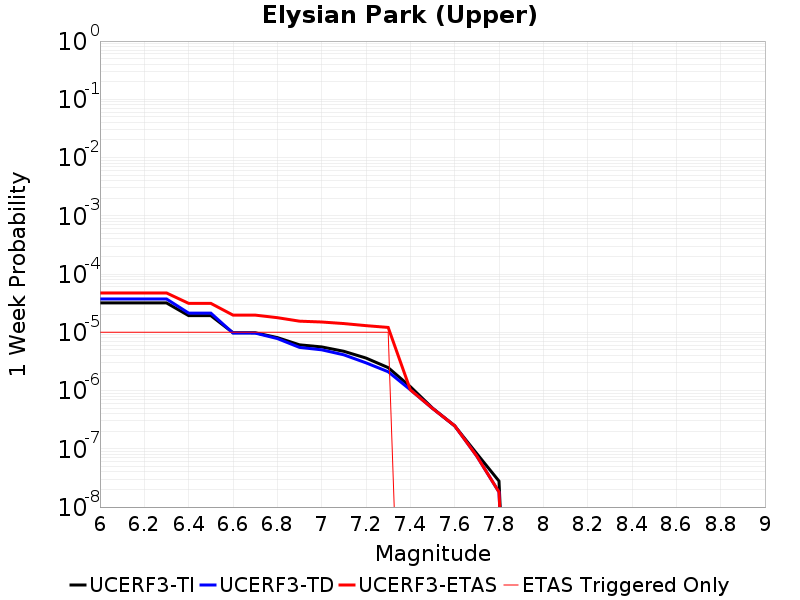 Elysian Park (Upper)
1 Week Probability
10^0
10^-1
10^-2
10^-3
10^-4
10^-5
10^-6
10^-7
10^-8
6 6.2 6.4 6.6 6.8 7 7.2 7.4 7.6 7.8 8 8.2 8.4 8.6 8.8 9
Magnitude
UCERF3-TI UCERF3-TD UCERF3-ETAS ETAS Triggered Only